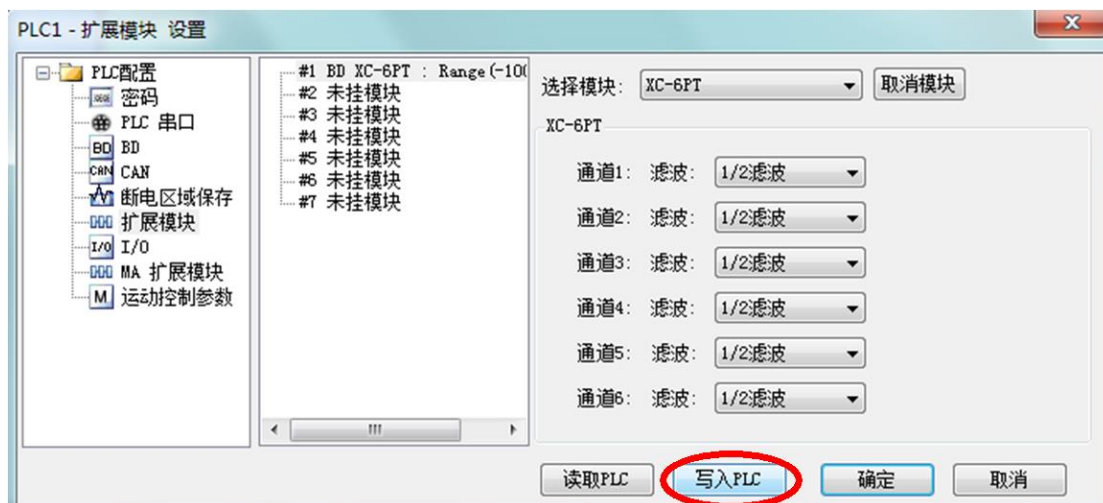 PLC1 - 扩展模块 设置
PLC配置
密码
PLC 串口
BD BD
CAN CAN
断电区域保存
扩展模块
I/O I/O
MA 扩展模块
M 运动控制参数
#1 BD XC-6PT : Range(-100
#2 未挂模块
#3 未挂模块
#4 未挂模块
#5 未挂模块
#6 未挂模块
#7 未挂模块
选择模块: XC-6PT 取消模块
XC-6PT
通道1: 滤波: 1/2滤波
通道2: 滤波: 1/2滤波
通道3: 滤波: 1/2滤波
通道4: 滤波: 1/2滤波
通道5: 滤波: 1/2滤波
通道6: 滤波: 1/2滤波
读取PLC 写入PLC 确定 取消